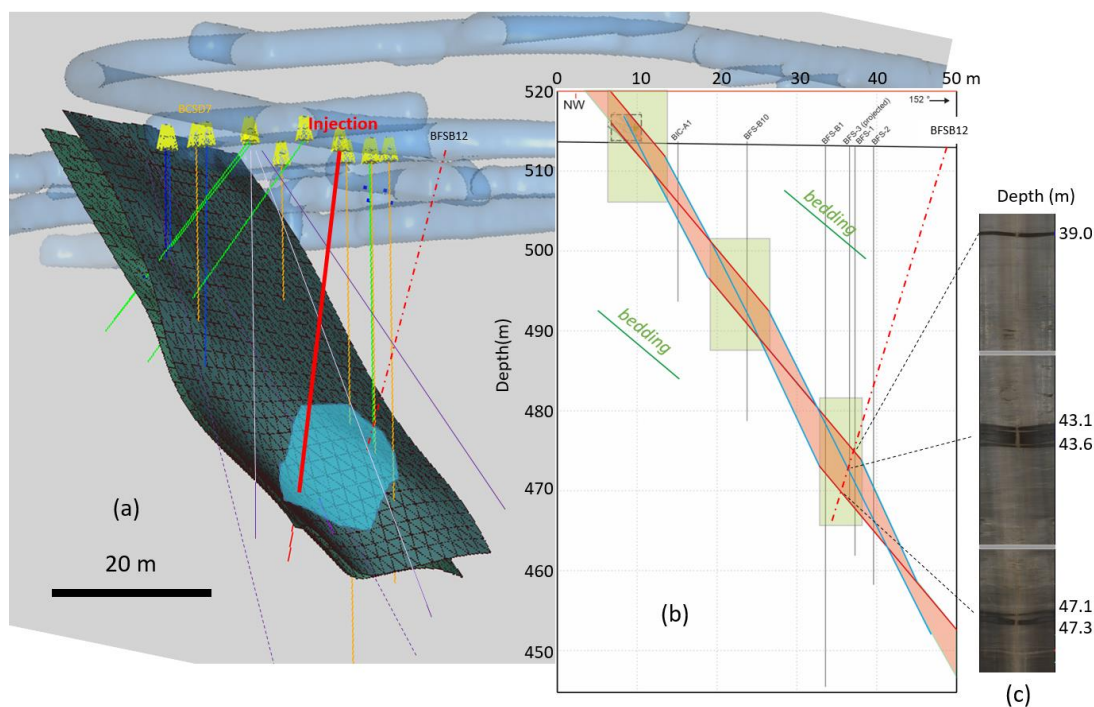 BCSD7
Injection
BFSB12
(a)
20 m
0 10 20 30 40 50 m
NW
152 °
BIC-A1
BFS-B10
BFS-B1
BFS-3 (projected)
BFS-1
BFS-2
BFSB12
520
510
500
490
480
470
460
450
Depth(m)
bedding
bedding
(b)
Depth (m)
39.0
43.1
43.6
47.1
47.3
(c)